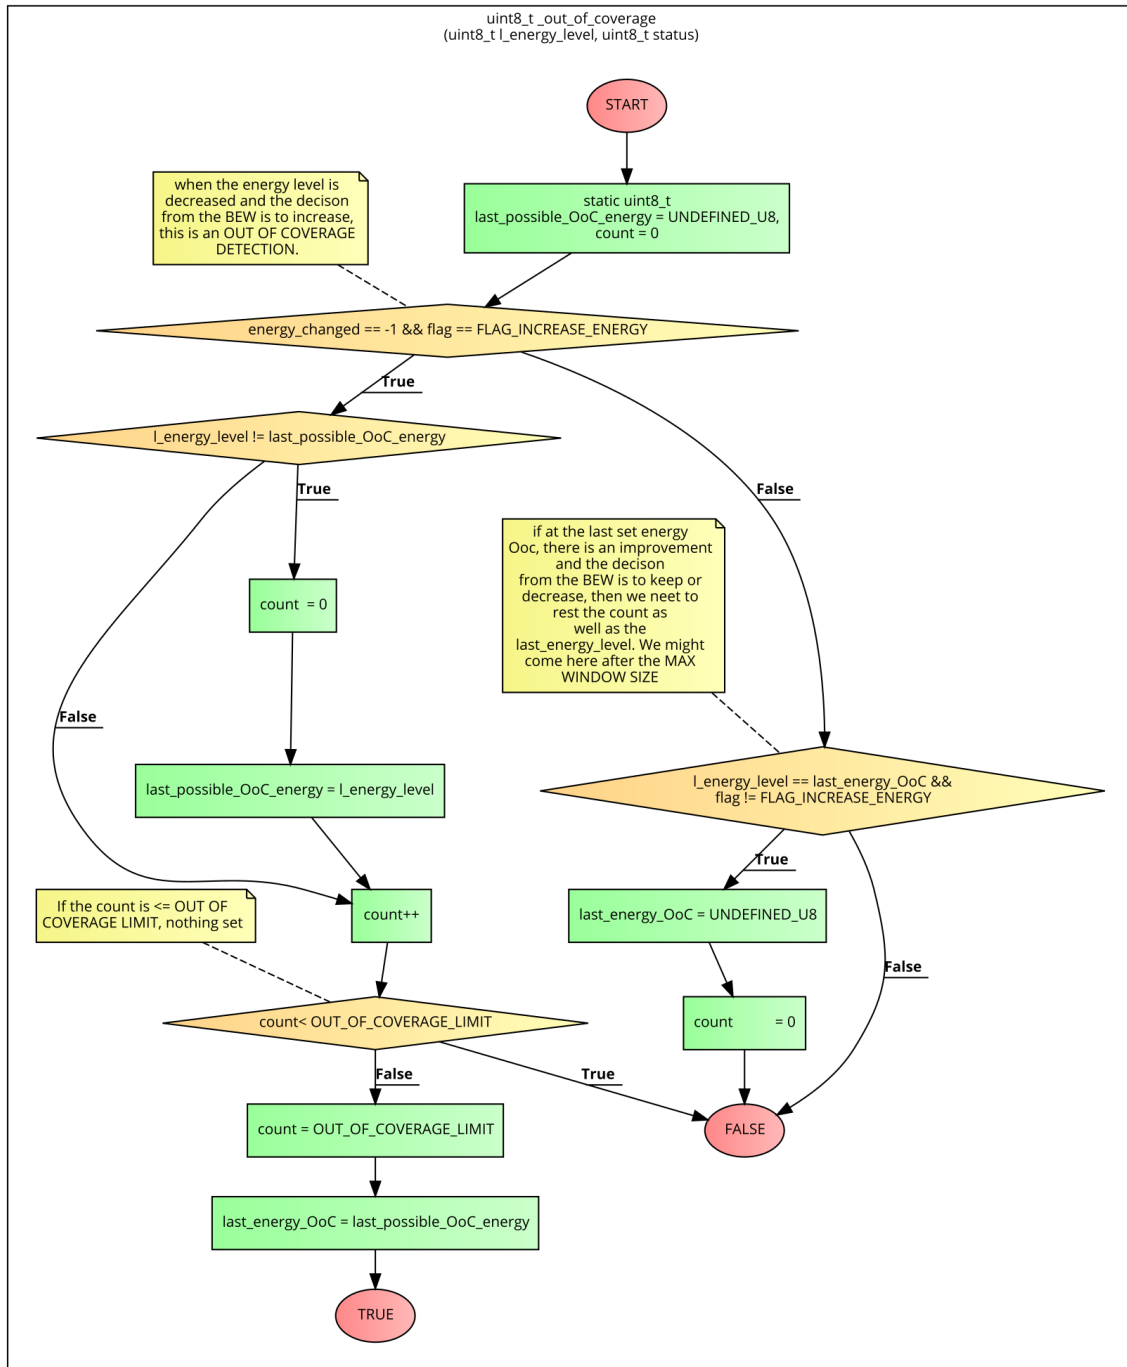 uint8_t _out_of_coverage
(uint8_t l_energy_level, uint8_t status)
START
static uint8_t
last_possible_OoC_energy = UNDEFINED_U8,
count = 0
when the energy level is
decreased and the decison
from the BEW is to increase,
this is an OUT OF COVERAGE
DETECTION.
energy_changed == -1 && flag == FLAG_INCREASE_ENERGY
True
l_energy_level != last_possible_OoC_energy
True
False
if at the last set energy
Ooc, there is an improvement
and the decison
from the BEW is to keep or
decrease, then we neet to
rest the count as
well as the
last_energy_level. We might
come here after the MAX
WINDOW SIZE
count = 0
False
last_possible_OoC_energy = l_energy_level
l_energy_level == last_energy_OoC &&
flag != FLAG_INCREASE_ENERGY
True
If the count is <= OUT OF
COVERAGE LIMIT, nothing set
count++
last_energy_OoC = UNDEFINED_U8
False
count< OUT_OF_COVERAGE_LIMIT
count = 0
False
True
count = OUT_OF_COVERAGE_LIMIT
FALSE
last_energy_OoC = last_possible_OoC_energy
TRUE